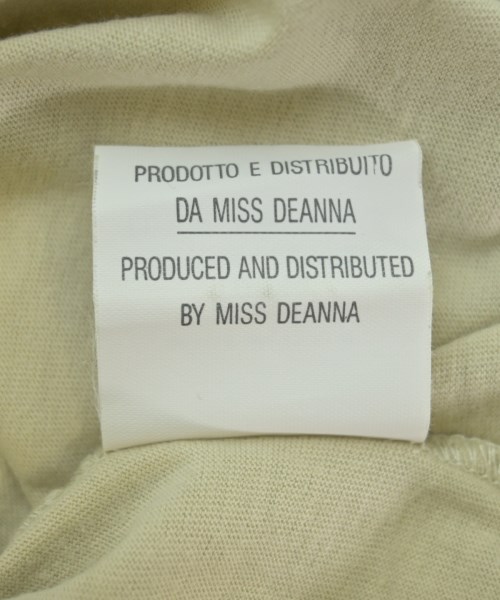 PRODOTTO E DISTRIBUITO
DA MISS DEANNA
PRODUCED AND DISTRIBUTED
BY MISS DEANNA